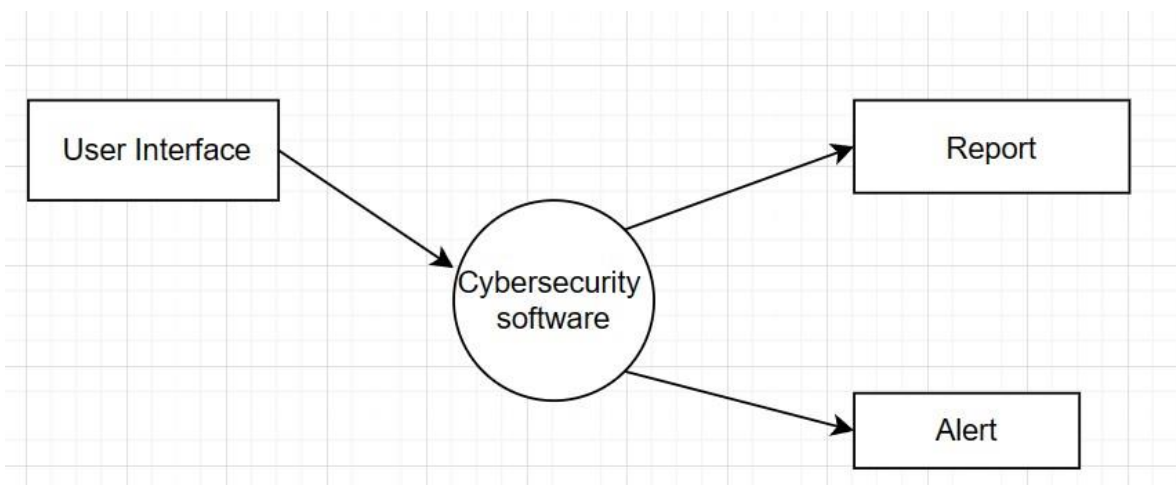 User Interface
Report
Cybersecurity
software
Alert